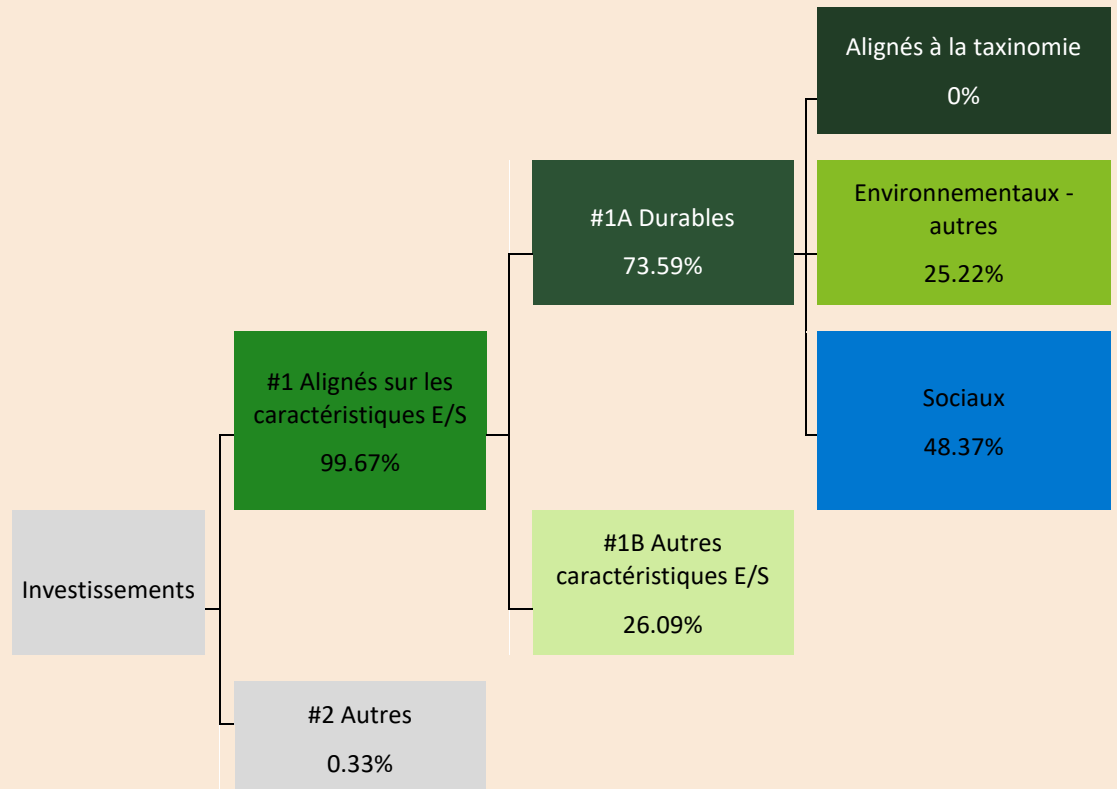 Investissements
#1 Alignés sur les
caractéristiques E/S
99.67%
#2 Autres
0.33%
#1A Durables
73.59%
#1B Autres
caractéristiques E/S
26.09%
Alignés à la taxinomie
0%
Environnementaux -
autres
25.22%
Sociaux
48.37%